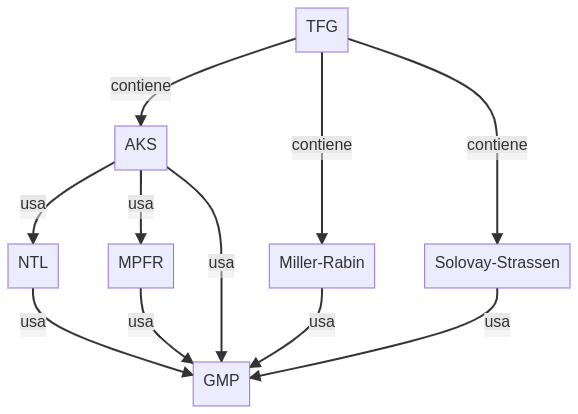 TFG
contiene
AKS
contiene
contiene
usa
usa
usa
NTL
MPFR
Miller-Rabin
Solovay-Strassen
usa
usa
usa
usa
GMP